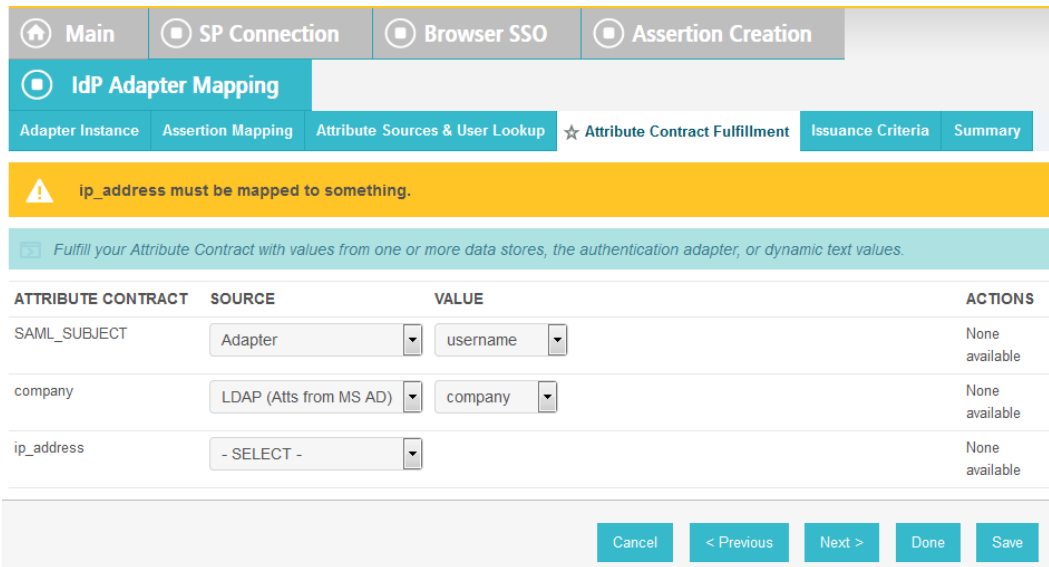 Main SP Connection Browser SSO Assertion Creation
IdP Adapter Mapping
Adapter Instance Assertion Mapping Attribute Sources & User Lookup Attribute Contract Fulfillment Issuance Criteria Summary
ip_address must be mapped to something.
Fulfill your Attribute Contract with values from one or more data stores, the authentication adapter, or dynamic text values.
ATTRIBUTE CONTRACT SOURCE VALUE ACTIONS
SAML_SUBJECT Adapter username None available
company LDAP (Atts from MS AD) company None available
ip_address - SELECT - None available
Cancel < Previous Next > Done Save